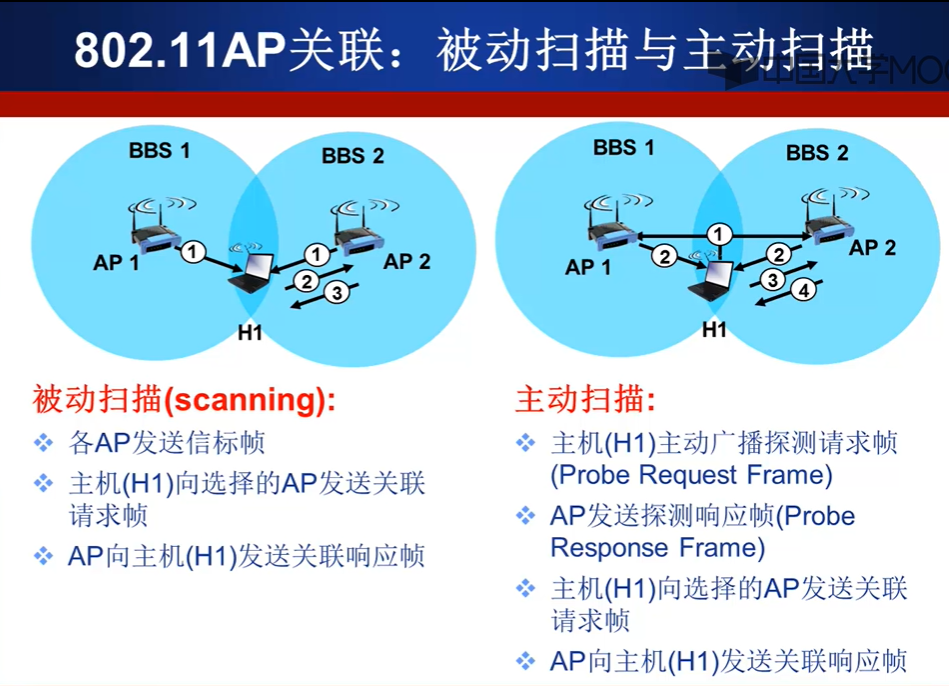 802.11AP关联：被动扫描与主动扫描
中国大学MOO
BBS 1
BBS 2
AP 1
AP 2
1
1
2
3
H1
BBS 1
BBS 2
AP 1
AP 2
1
2
2
3
4
H1
被动扫描(scanning):
各AP发送信标帧
主机(H1)向选择的AP发送关联
请求帧
AP向主机(H1)发送关联响应帧
主动扫描:
主机(H1)主动广播探测请求帧
(Probe Request Frame)
AP发送探测响应帧(Probe
Response Frame)
主机(H1)向选择的AP发送关联
请求帧
AP向主机(H1)发送关联响应帧